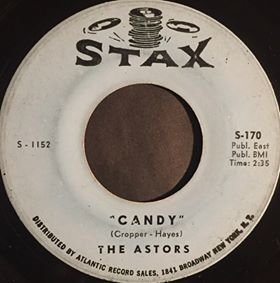 STAX
S-170
Publ. East
S - 1152
Publ. BMI
Time: 2:35
"CANDY"
(Cropper - Hayes)
THE ASTORS
DISTRIBUTED BY ATLANTIC RECORD SALES, 1841 BROADWAY NEW YORK, N. Y.